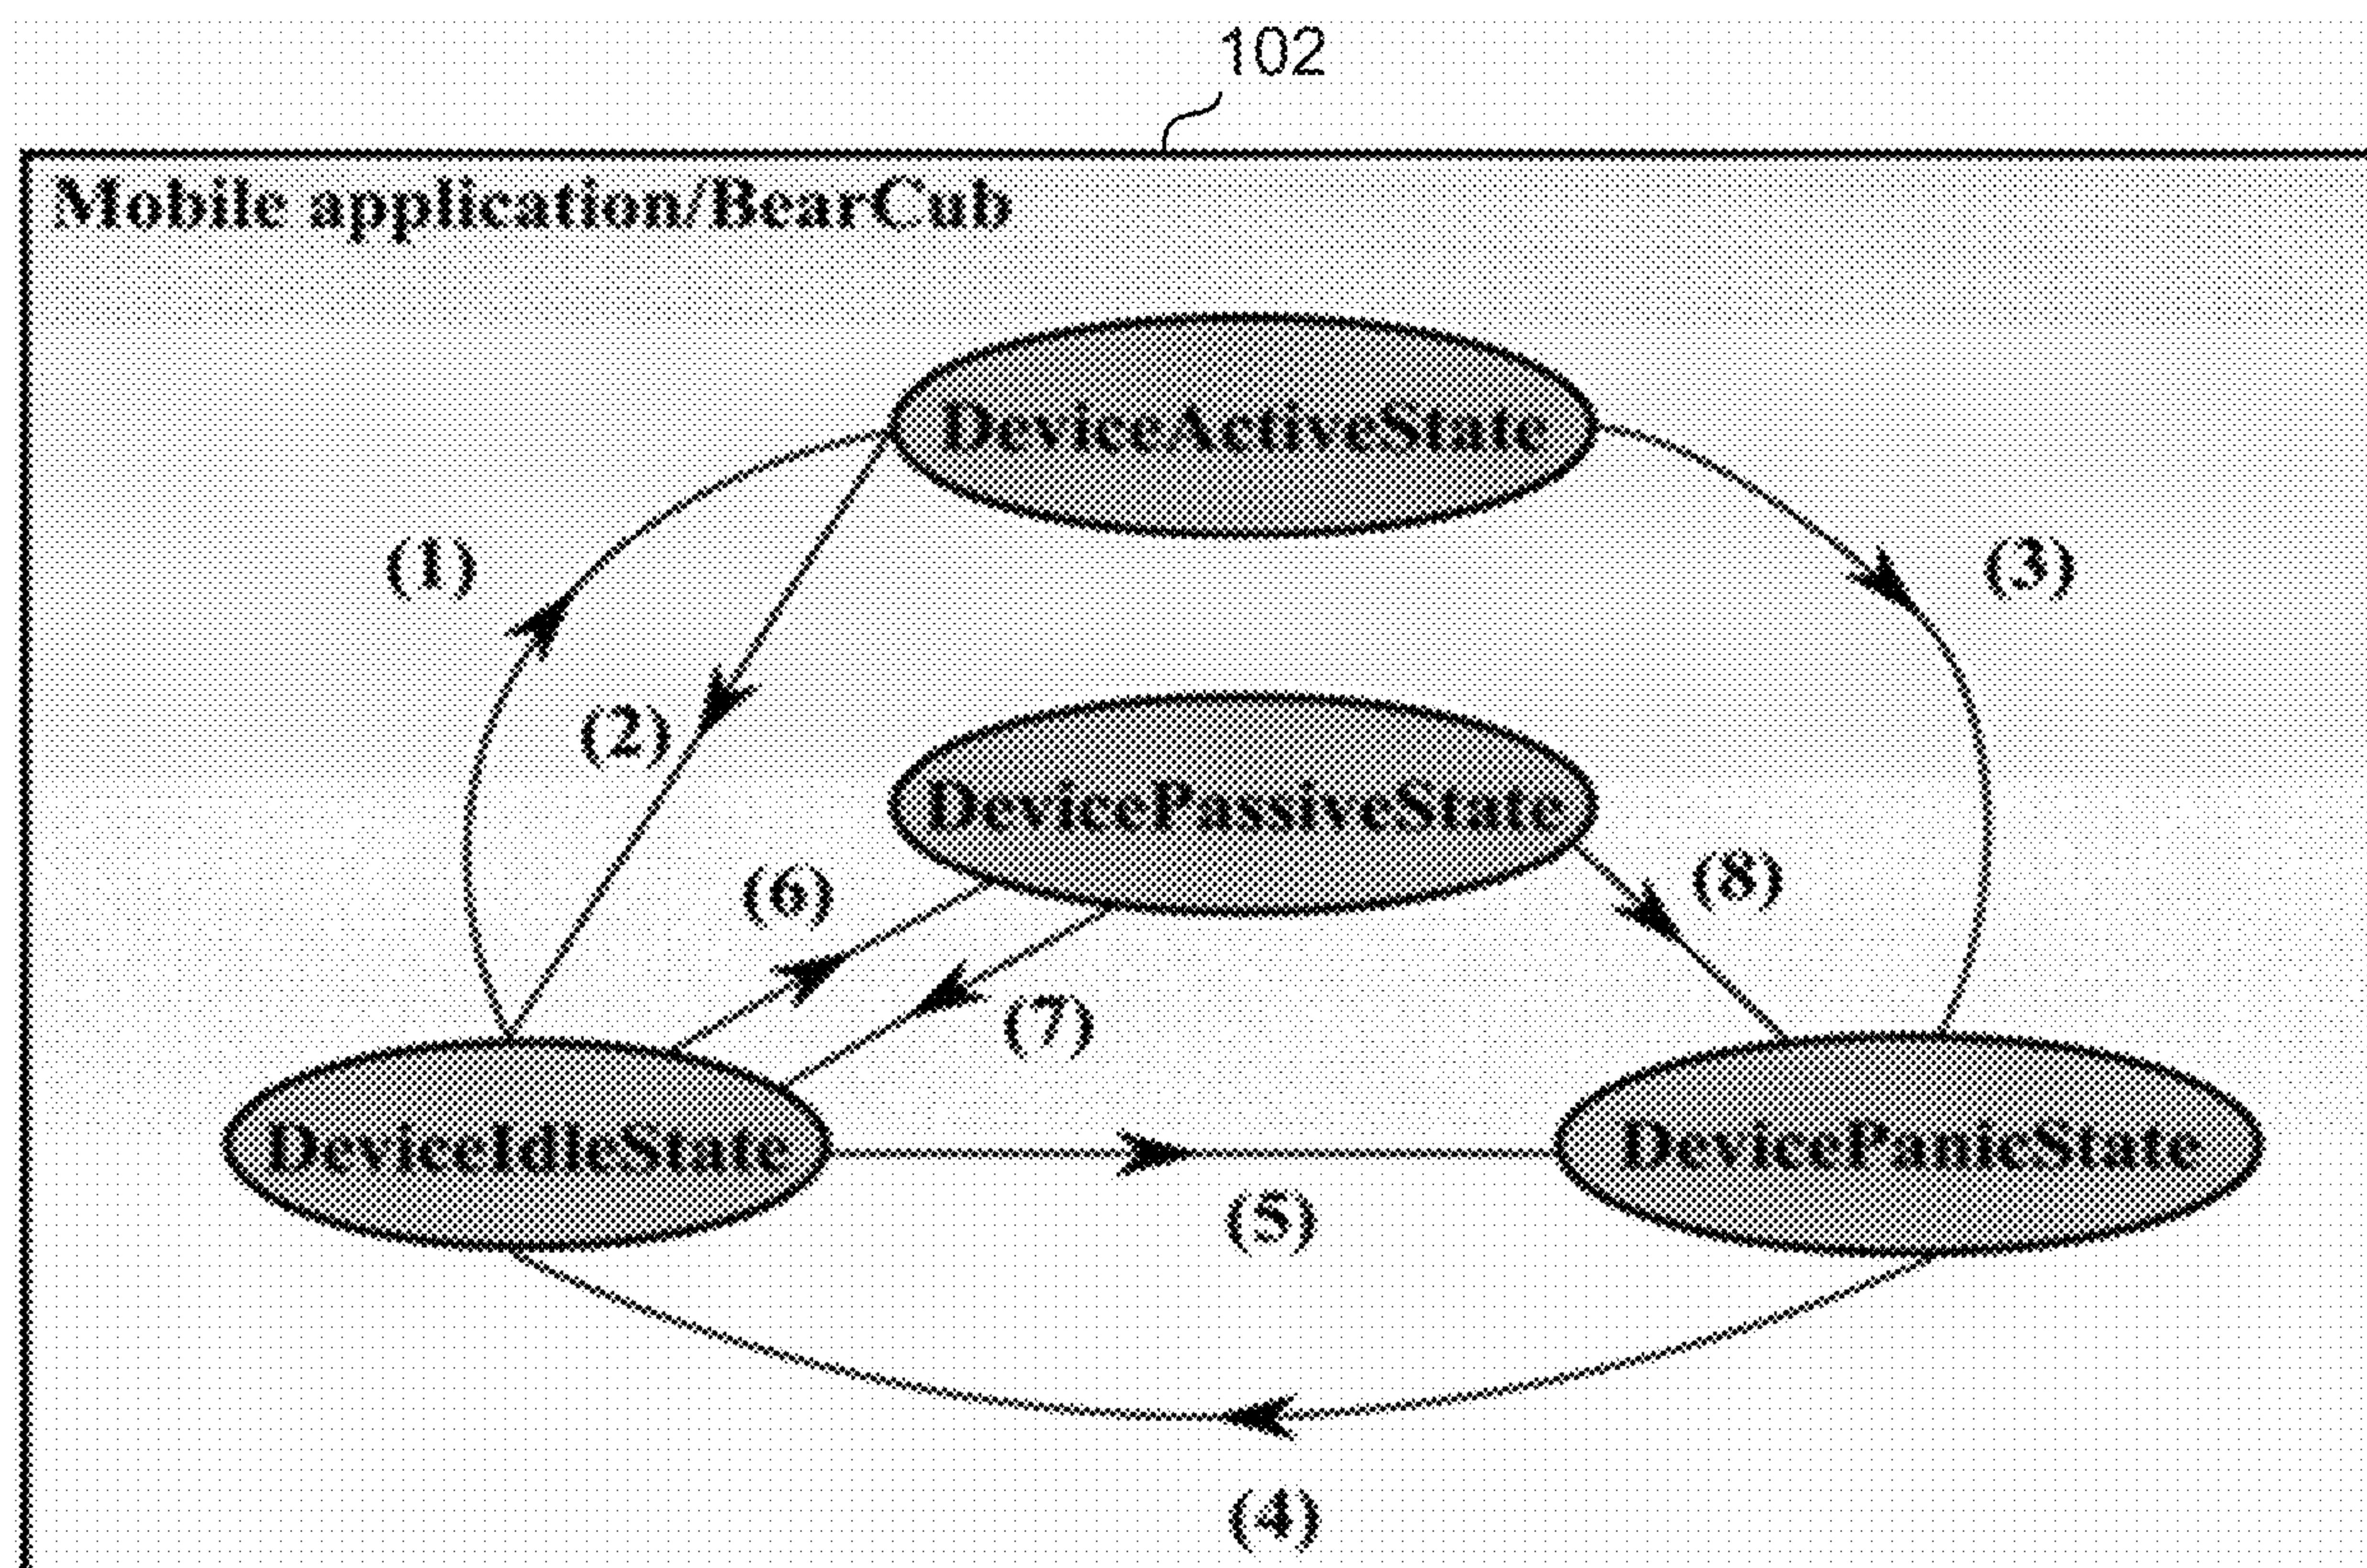 102
Mobile application/BearCub
DeviceActiveState
(1)
(3)
(2)
DevicePassiveState
(6)
(8)
(7)
DeviceIdleState
DevicePanicState
(5)
(4)